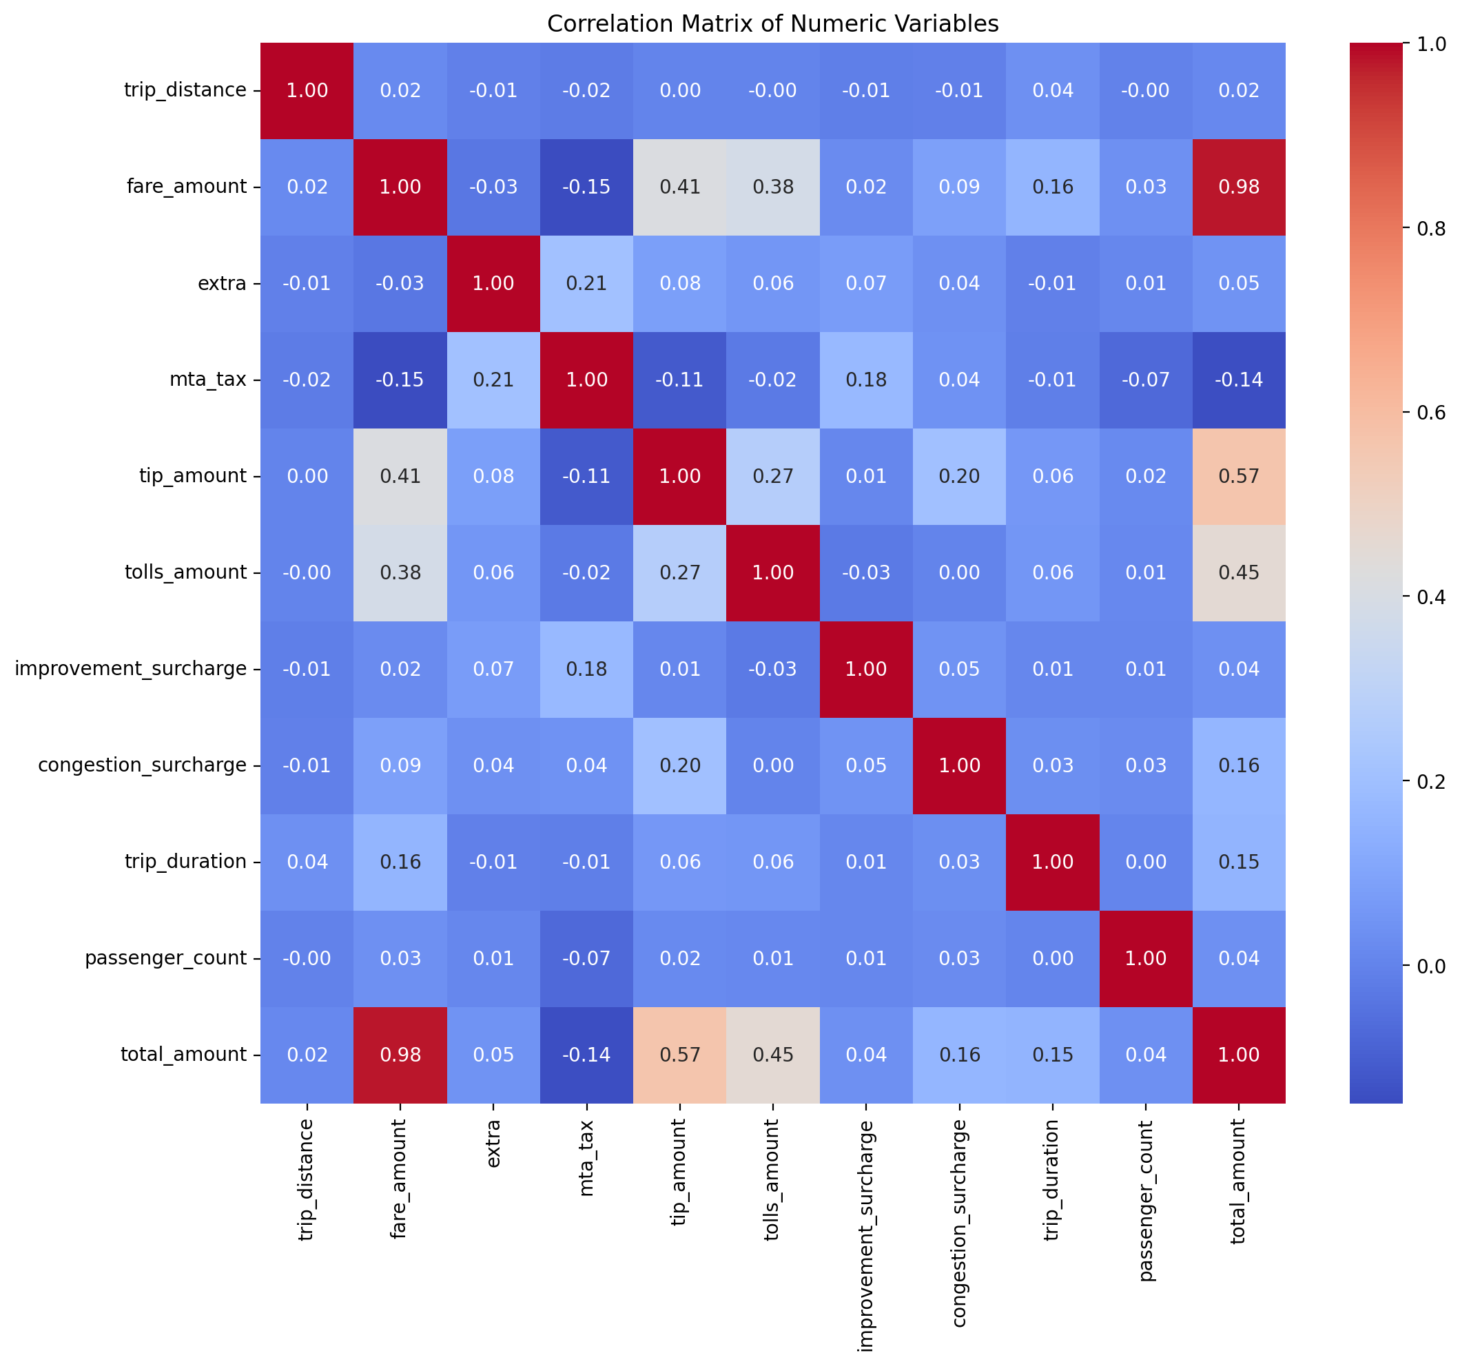 Correlation Matrix of Numeric Variables
trip_distance 1.00 0.02 -0.01 -0.02 0.00 -0.00 -0.01 -0.01 0.04 -0.00 0.02
fare_amount 0.02 1.00 -0.03 -0.15 0.41 0.38 0.02 0.09 0.16 0.03 0.98
extra -0.01 -0.03 1.00 0.21 0.08 0.06 0.07 0.04 -0.01 0.01 0.05
mta_tax -0.02 -0.15 0.21 1.00 -0.11 -0.02 0.18 0.04 -0.01 -0.07 -0.14
tip_amount 0.00 0.41 0.08 -0.11 1.00 0.27 0.01 0.20 0.06 0.02 0.57
tolls_amount -0.00 0.38 0.06 -0.02 0.27 1.00 -0.03 0.00 0.06 0.01 0.45
improvement_surcharge -0.01 0.02 0.07 0.18 0.01 -0.03 1.00 0.05 0.01 0.01 0.04
congestion_surcharge -0.01 0.09 0.04 0.04 0.20 0.00 0.05 1.00 0.03 0.03 0.16
trip_duration 0.04 0.16 -0.01 -0.01 0.06 0.06 0.01 0.03 1.00 0.00 0.15
passenger_count -0.00 0.03 0.01 -0.07 0.02 0.01 0.01 0.03 0.00 1.00 0.04
total_amount 0.02 0.98 0.05 -0.14 0.57 0.45 0.04 0.16 0.15 0.04 1.00
trip_distance
fare_amount
extra
mta_tax
tip_amount
tolls_amount
improvement_surcharge
congestion_surcharge
trip_duration
passenger_count
total_amount
1.0
0.8
0.6
0.4
0.2
0.0